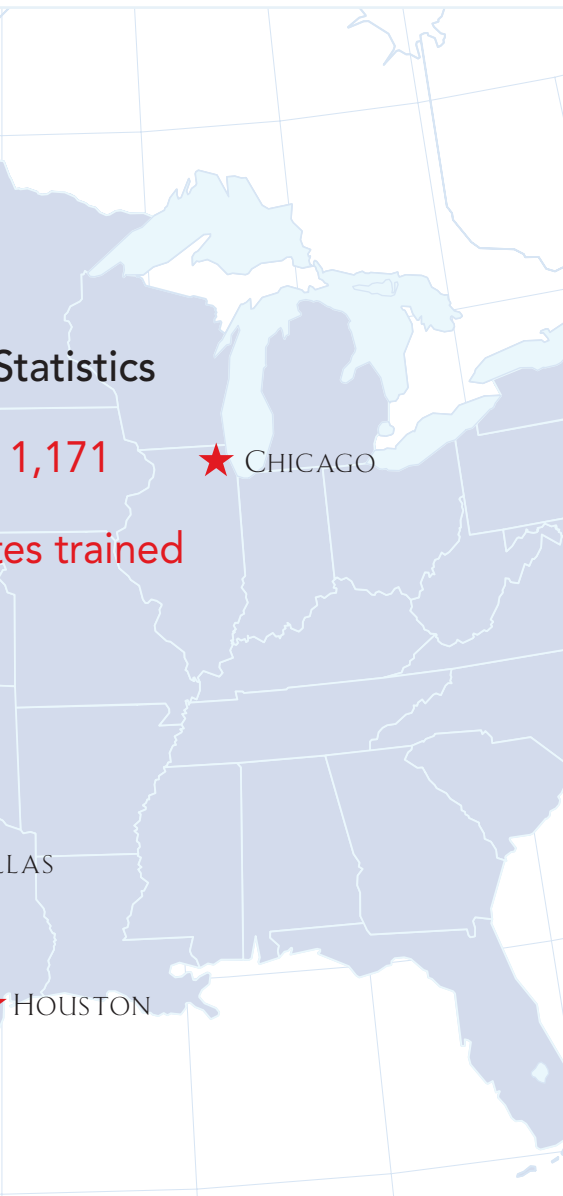 Statistics
1,171
CHICAGO
tes trained
LLAS
HOUSTON